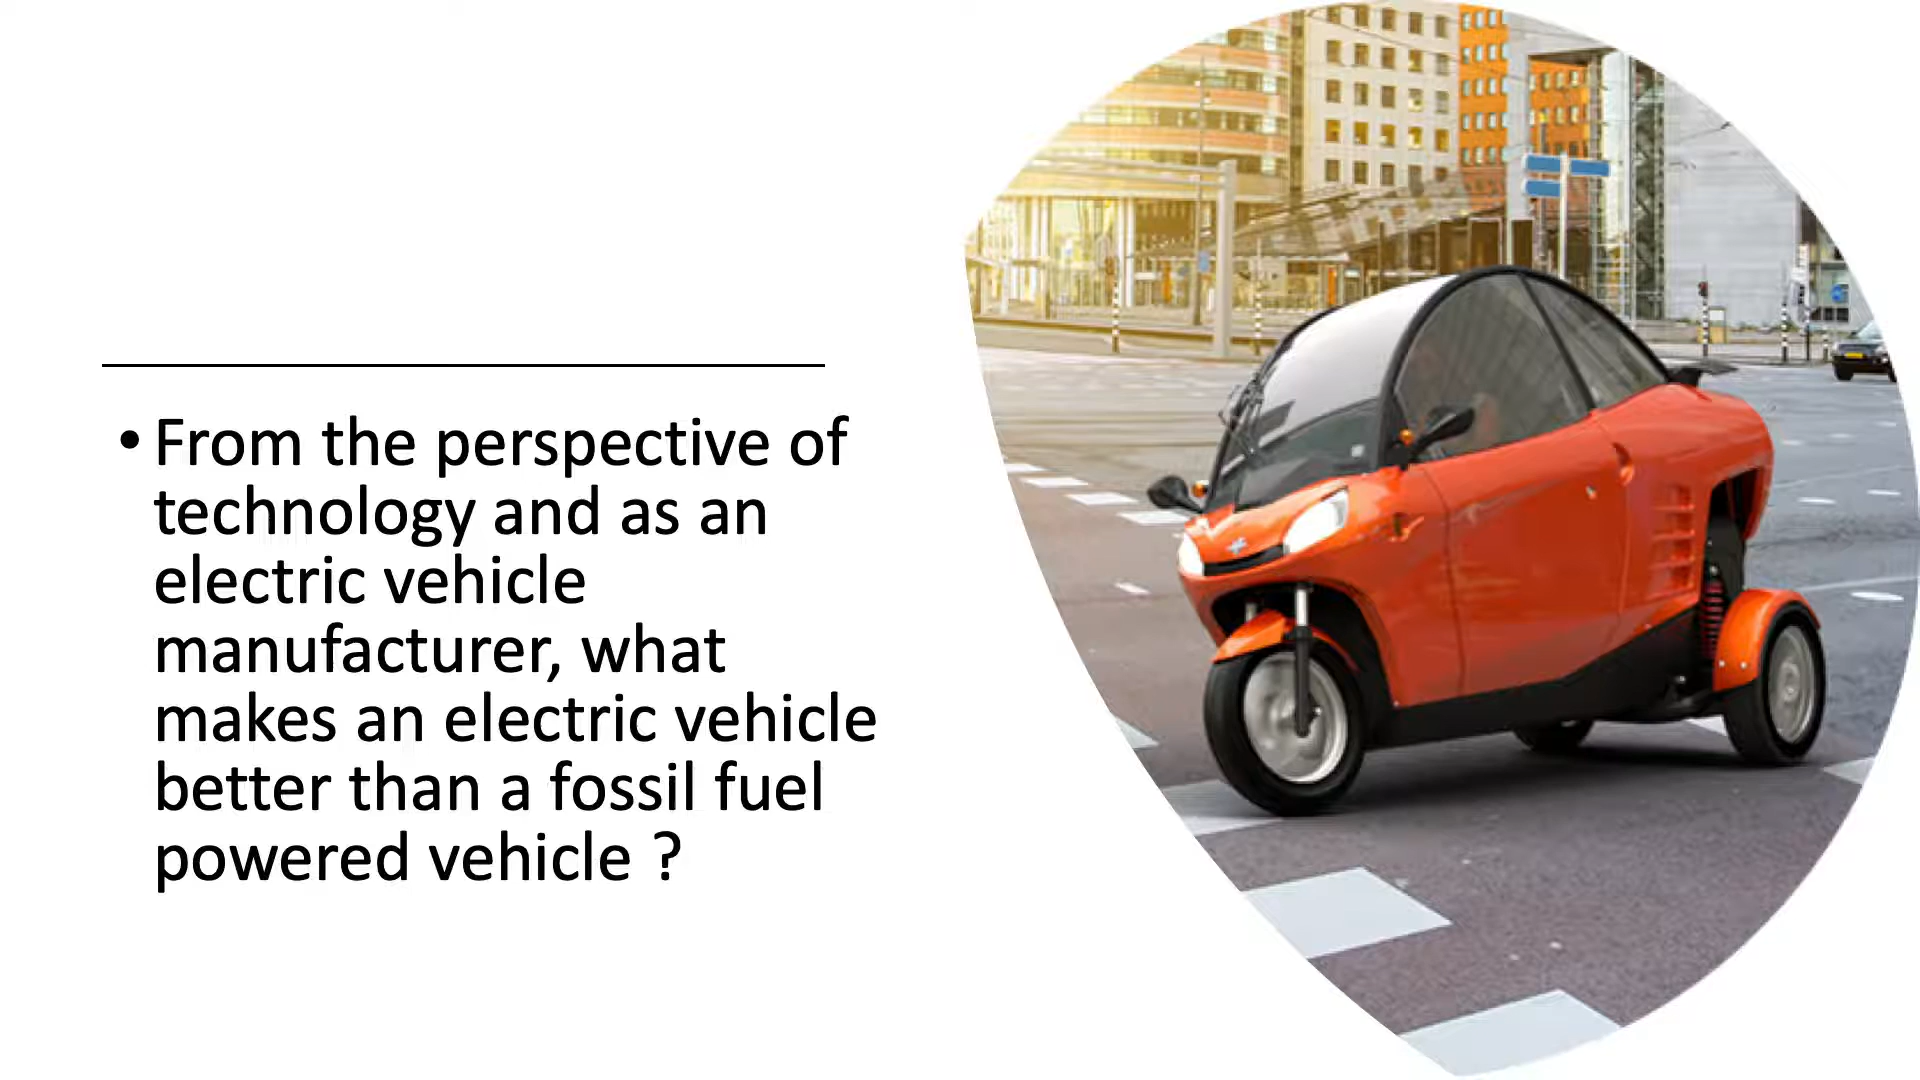 • From the perspective of
technology and as an
electric vehicle
manufacturer, what
makes an electric vehicle
better than a fossil fuel
powered vehicle ?